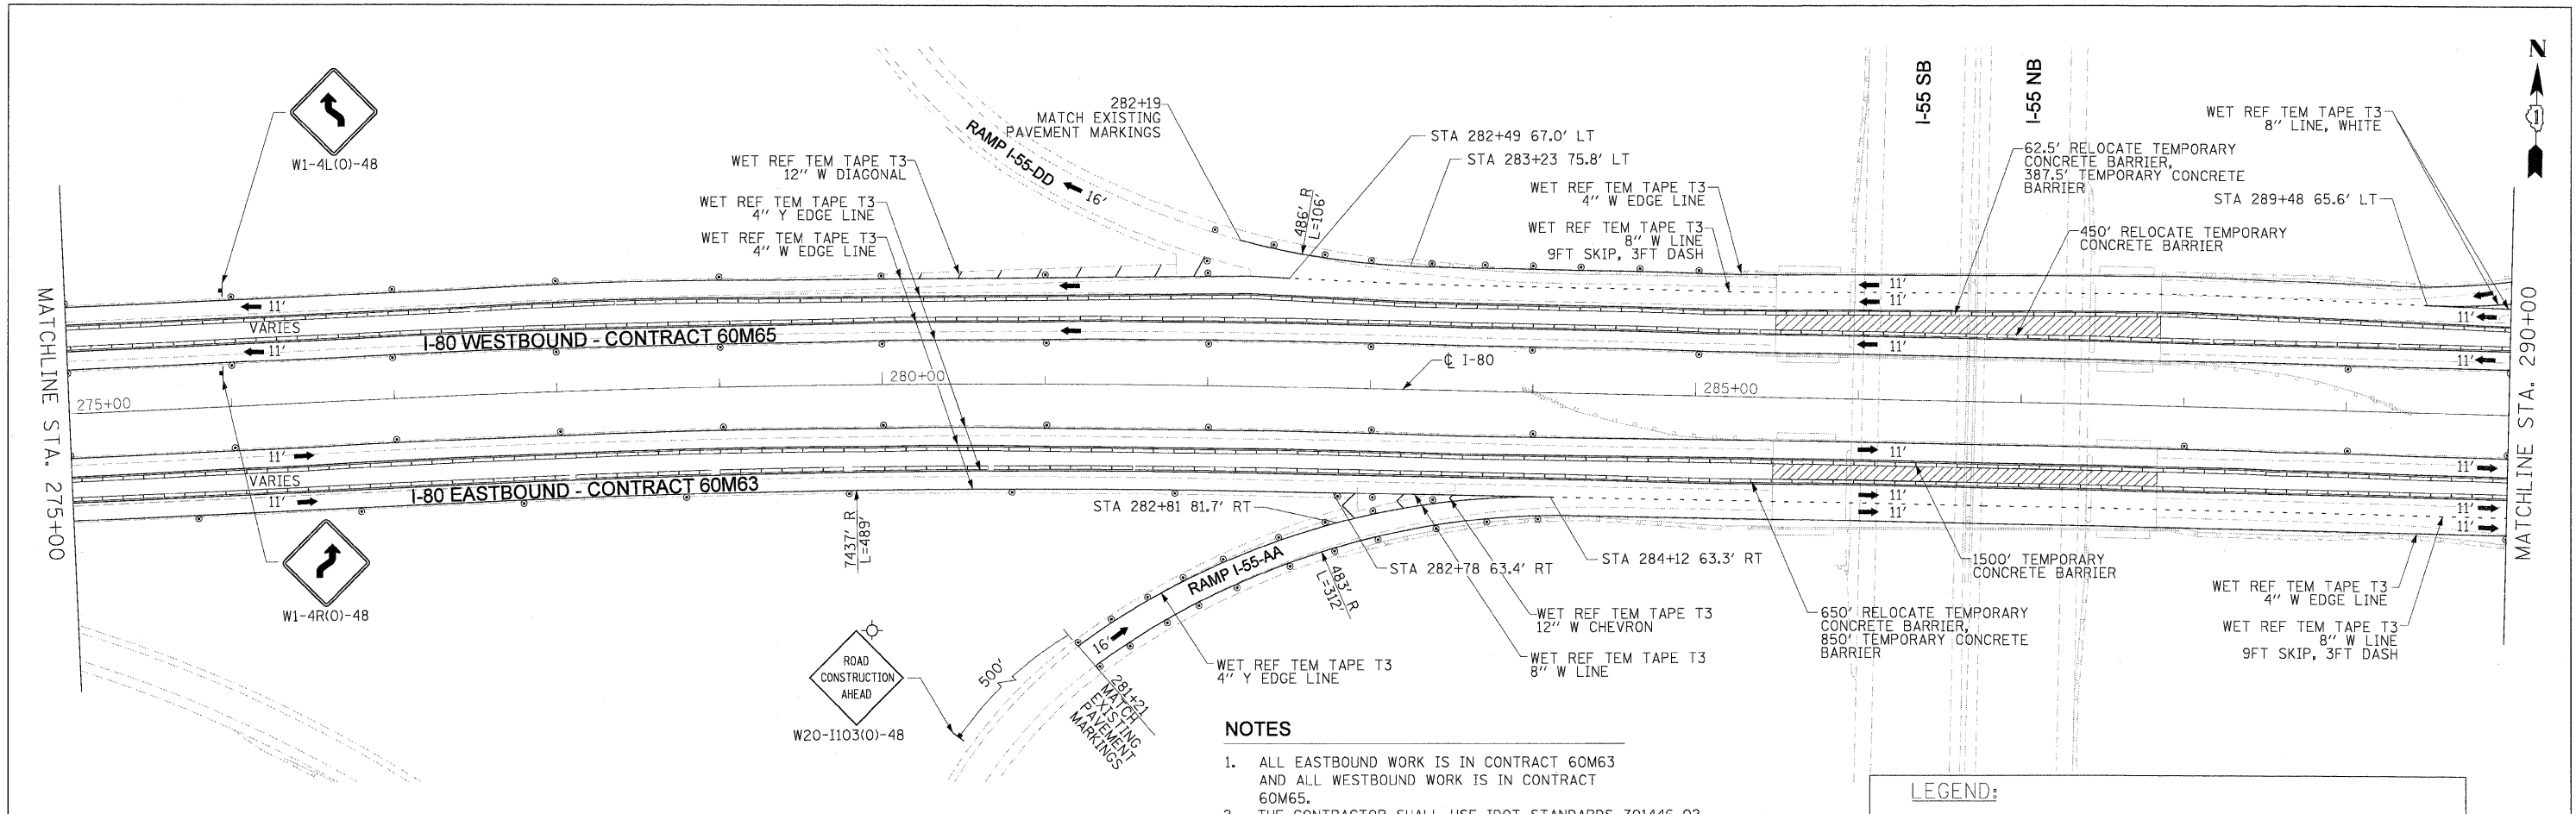 N
1
W1-4L(O)-48
282+19
MATCH EXISTING
PAVEMENT MARKINGS
RAMP I-55-DD
16'
WET REF TEM TAPE T3
12" W DIAGONAL
WET REF TEM TAPE T3
4" Y EDGE LINE
WET REF TEM TAPE T3
4" W EDGE LINE
486' R
L=106'
STA 282+49 67.0' LT
STA 283+23 75.8' LT
WET REF TEM TAPE T3
4" W EDGE LINE
WET REF TEM TAPE T3
8" W LINE
9FT SKIP, 3FT DASH
I-55 SB
I-55 NB
62.5' RELOCATE TEMPORARY
CONCRETE BARRIER,
387.5' TEMPORARY CONCRETE
BARRIER
450' RELOCATE TEMPORARY
CONCRETE BARRIER
WET REF TEM TAPE T3
8" LINE, WHITE
STA 289+48 65.6' LT
MATCHLINE STA. 275+00
MATCHLINE STA. 290+00
11'
VARIES
11'
I-80 WESTBOUND - CONTRACT 60M65
11'
11'
11'
11'
11'
275+00
280+00
℄ I-80
285+00
11'
VARIES
11'
I-80 EASTBOUND - CONTRACT 60M63
11'
11'
11'
11'
11'
11'
W1-4R(O)-48
7437' R
L=489'
STA 282+81 81.7' RT
STA 282+78 63.4' RT
STA 284+12 63.3' RT
RAMP I-55-AA
483' R
L=312'
16'
500'
281+21
MATCH
EXISTING
PAVEMENT
MARKINGS
ROAD
CONSTRUCTION
AHEAD
W20-I103(O)-48
WET REF TEM TAPE T3
4" Y EDGE LINE
WET REF TEM TAPE T3
12" W CHEVRON
WET REF TEM TAPE T3
8" W LINE
1500' TEMPORARY
CONCRETE BARRIER
650' RELOCATE TEMPORARY
CONCRETE BARRIER,
850' TEMPORARY CONCRETE
BARRIER
WET REF TEM TAPE T3
4" W EDGE LINE
WET REF TEM TAPE T3
8" W LINE
9FT SKIP, 3FT DASH
NOTES
1. ALL EASTBOUND WORK IS IN CONTRACT 60M63
AND ALL WESTBOUND WORK IS IN CONTRACT
60M65.
THE CONTRACTOR SHALL USE IDOT STANDARDS
LEGEND: